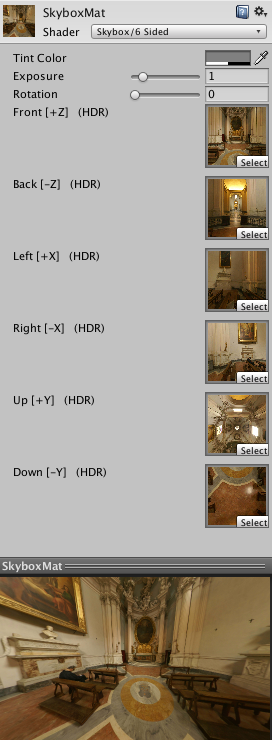 SkyboxMat
Shader Skybox/6 Sided
Tint Color
Exposure 1
Rotation 0
Front [+Z] (HDR)
Select
Back [-Z] (HDR)
Select
Left [+X] (HDR)
Select
Right [-X] (HDR)
Select
Up [+Y] (HDR)
Select
Down [-Y] (HDR)
Select
SkyboxMat